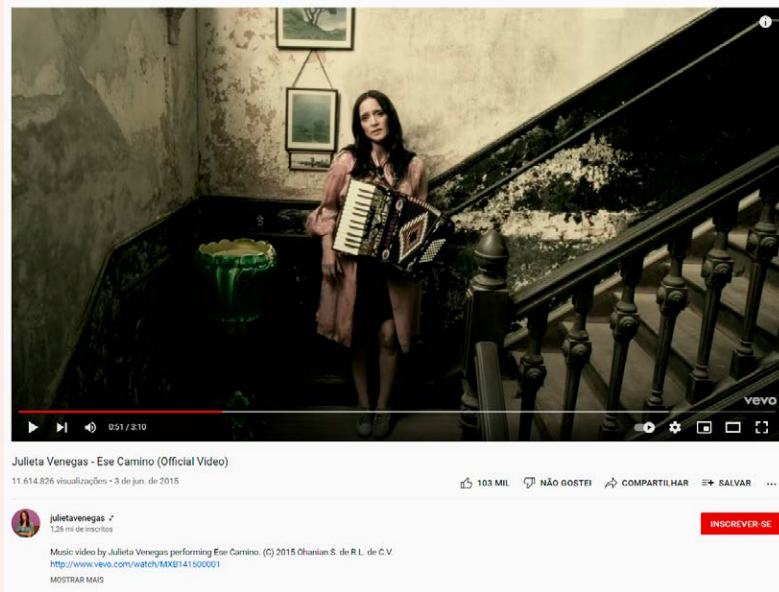 vevo
0:51 / 3:10
Julieta Venegas - Ese Camino (Official Video)
11.614.826 visualizações • 3 de jun. de 2015
103 MIL NÃO GOSTEI COMPARTILHAR SALVAR ...
julietavenegas
1,26 mi de inscritos
INSCREVER-SE
Music video by Julieta Venegas performing Ese Camino. (C) 2015 Ohanian S. de R.L. de C.V.
http://www.vevo.com/watch/MXB141500001
MOSTRAR MAIS